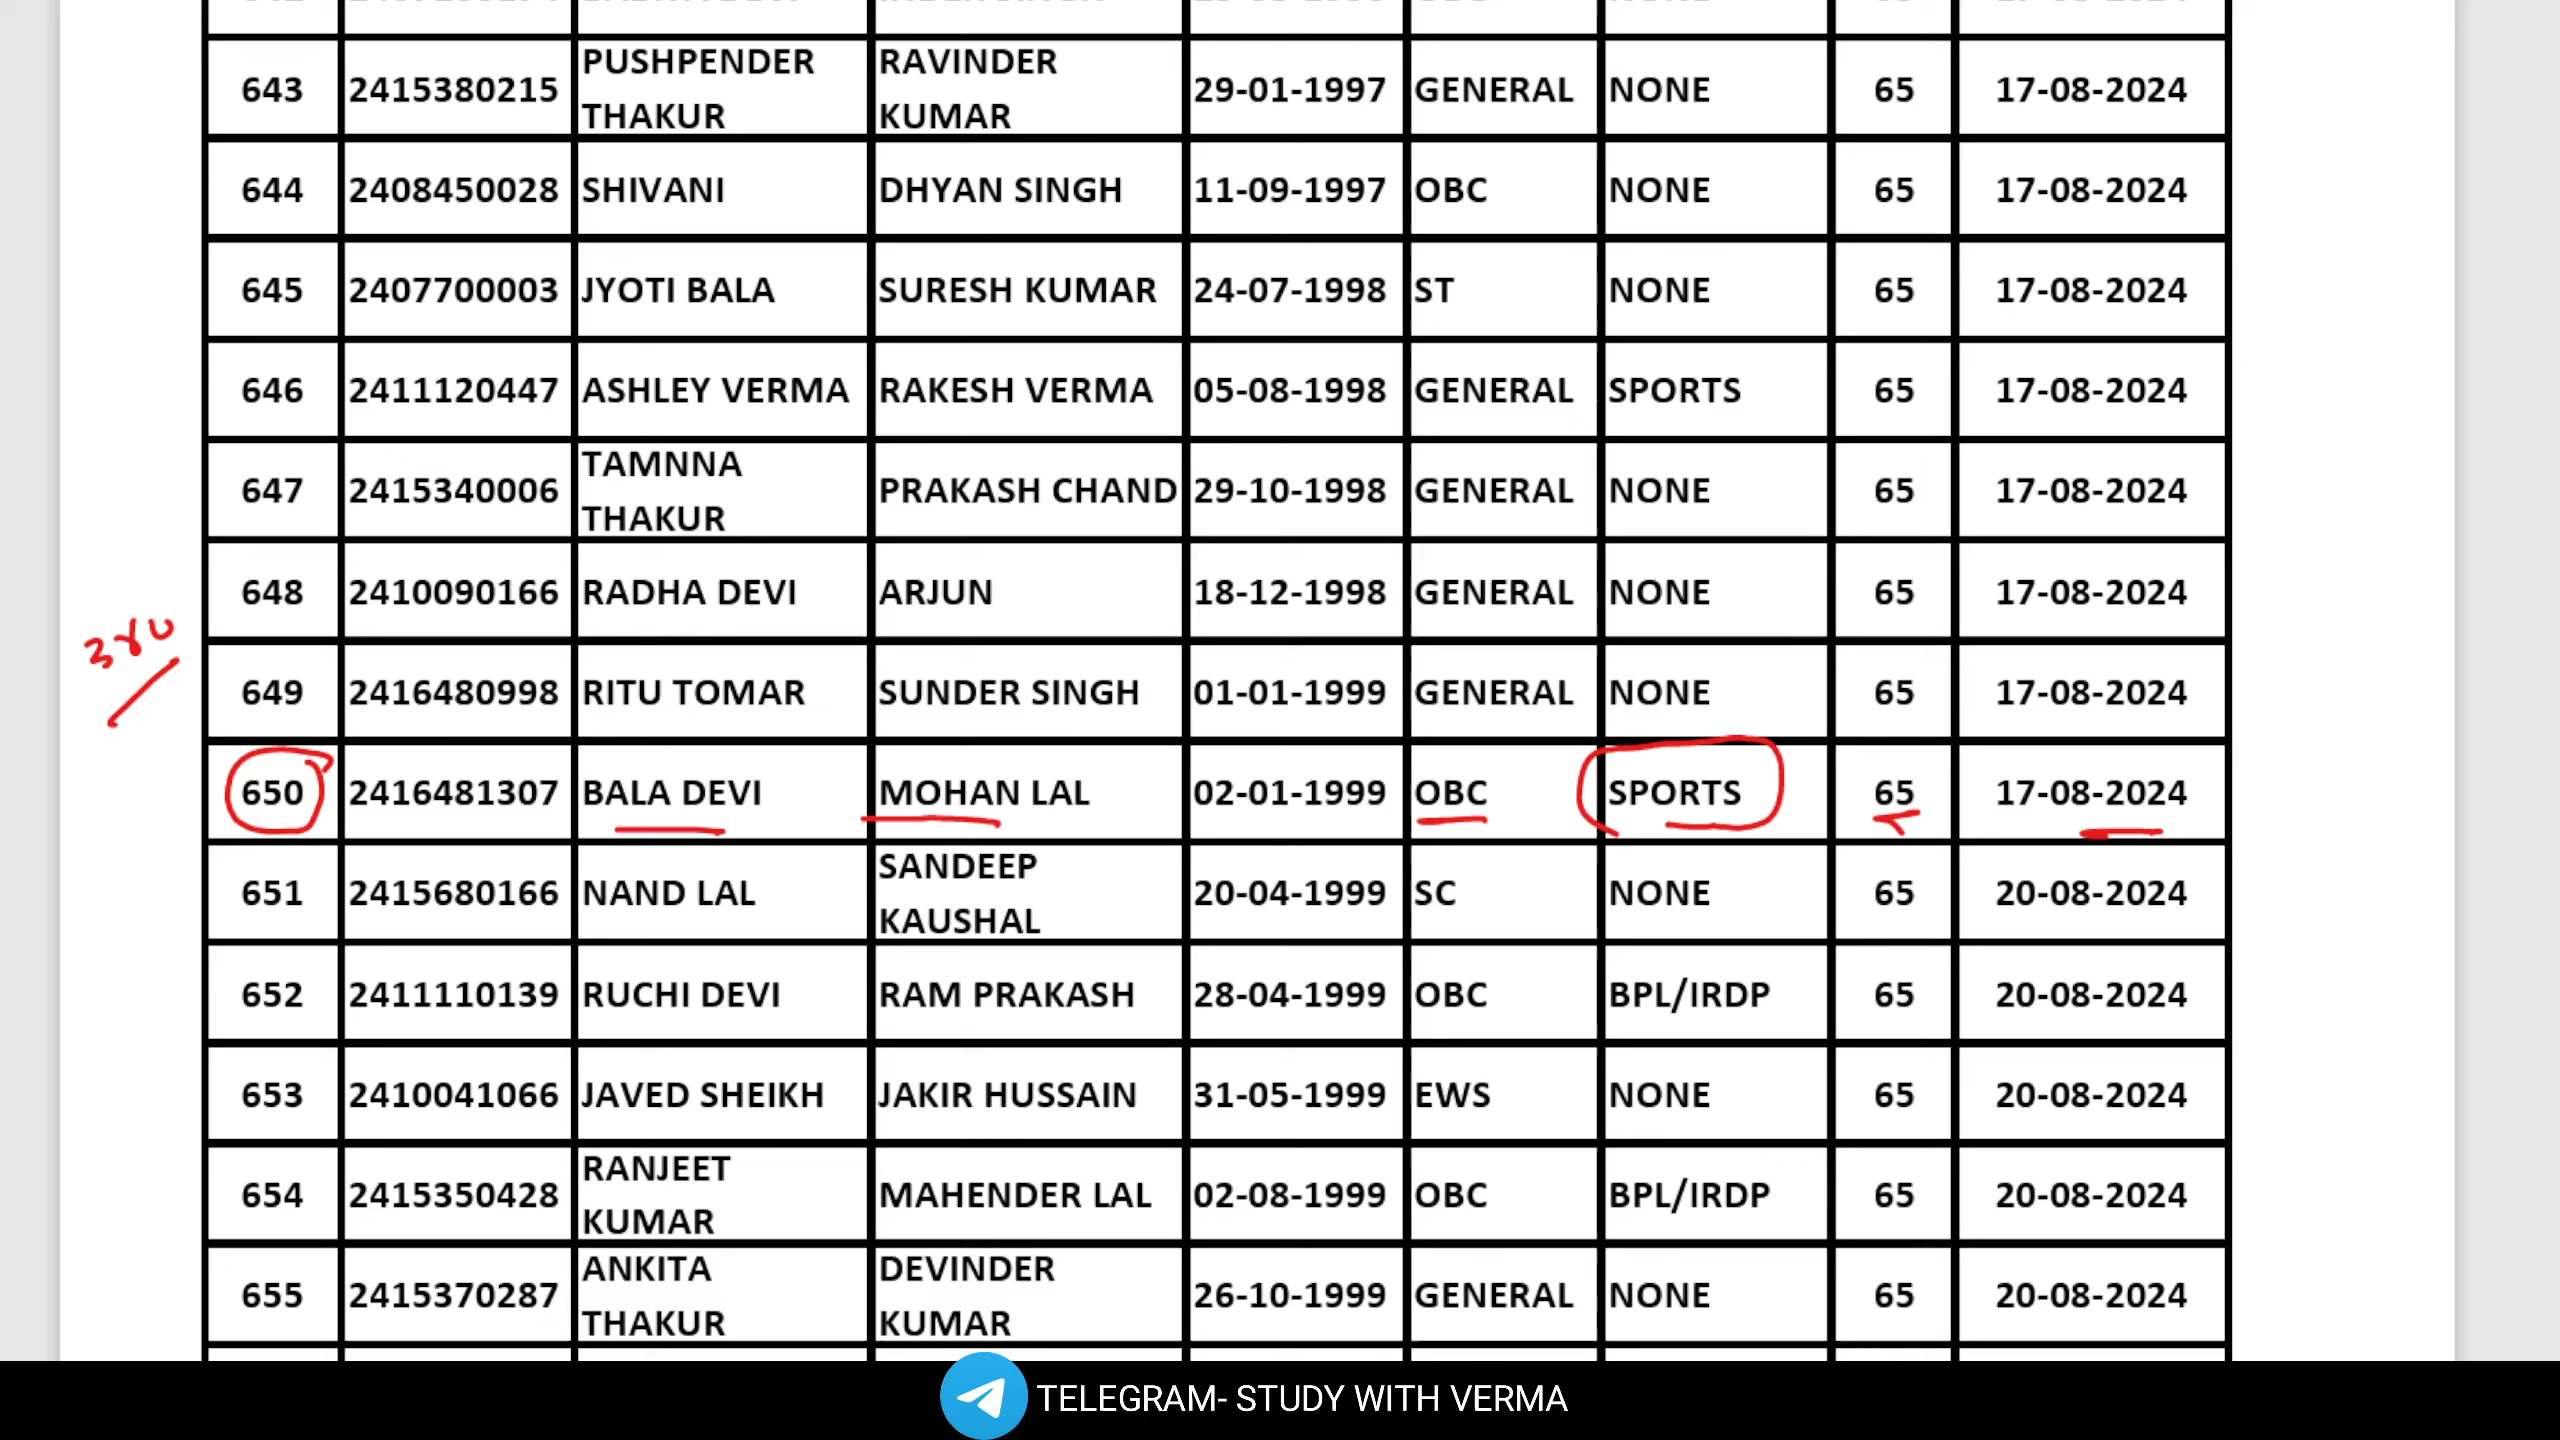 643 2415380215 PUSHPENDER THAKUR RAVINDER KUMAR 29-01-1997 GENERAL NONE 65 17-08-2024
644 2408450028 SHIVANI DHYAN SINGH 11-09-1997 OBC NONE 65 17-08-2024
645 2407700003 JYOTI BALA SURESH KUMAR 24-07-1998 ST NONE 65 17-08-2024
646 2411120447 ASHLEY VERMA RAKESH VERMA 05-08-1998 GENERAL SPORTS 65 17-08-2024
647 2415340006 TAMNNA THAKUR PRAKASH CHAND 29-10-1998 GENERAL NONE 65 17-08-2024
648 2410090166 RADHA DEVI ARJUN 18-12-1998 GENERAL NONE 65 17-08-2024
649 2416480998 RITU TOMAR SUNDER SINGH 01-01-1999 GENERAL NONE 65 17-08-2024
650 2416481307 BALA DEVI MOHAN LAL 02-01-1999 OBC SPORTS 65 17-08-2024
651 2415680166 NAND LAL SANDEEP KAUSHAL 20-04-1999 SC NONE 65 20-08-2024
652 2411110139 RUCHI DEVI RAM PRAKASH 28-04-1999 OBC BPL/IRDP 65 20-08-2024
653 2410041066 JAVED SHEIKH JAKIR HUSSAIN 31-05-1999 EWS NONE 65 20-08-2024
654 2415350428 RANJEET KUMAR MAHENDER LAL 02-08-1999 OBC BPL/IRDP 65 20-08-2024
655 2415370287 ANKITA THAKUR DEVINDER KUMAR 26-10-1999 GENERAL NONE 65 20-08-2024
TELEGRAM- STUDY WITH VERMA